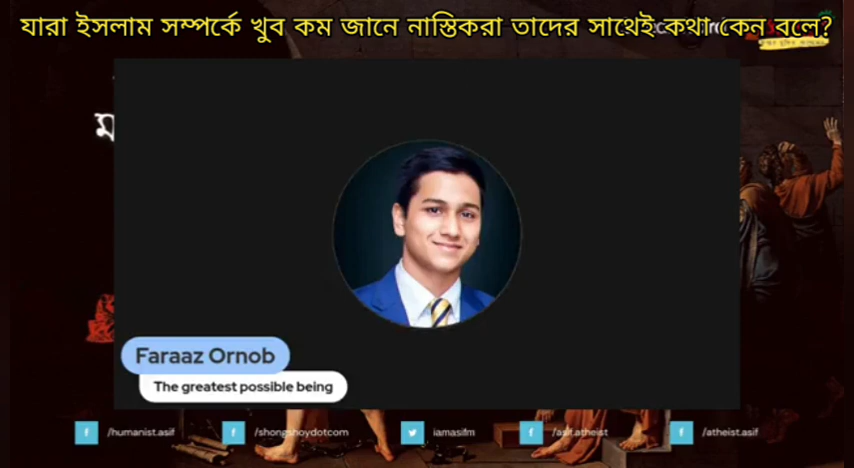 যারা ইসলাম সম্পর্কে খুব কম জানে নাস্তিকরা তাদের সাথেই কথা কেন বলে?
Faraaz Ornob
The greatest possible being
/humanist.asif
/shongshoydotcom
iamasifm
/asif.atheist
/atheist.asif